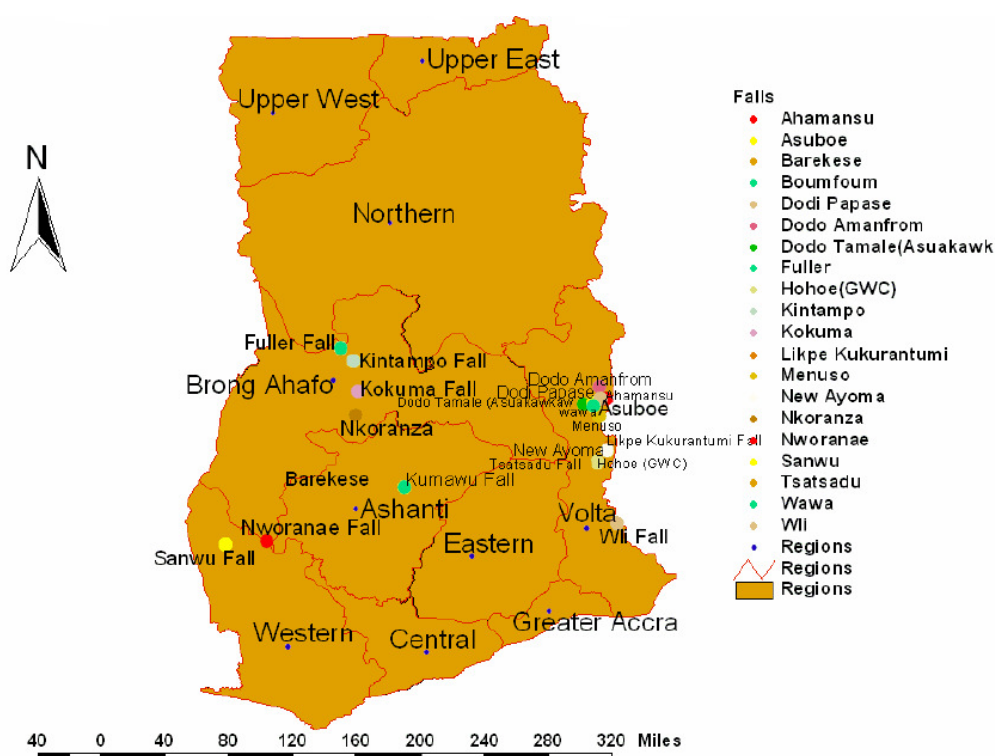 Upper East
Upper West
N
Northern
Fuller Fall
Kintampo Fall
Brong Ahafo
Kokuma Fall
Dodo Amanfrom
Dodi Papase
Ahamansu
Dodo Tamale (Asuakawkaw
Asuboe
wawa
Menuso
Nkoranza
Likpe Kukurantumi Fall
New Ayoma
Tsatsadu Fall
Hohoe (GWC)
Barekese
Kumawu Fall
Ashanti
Volta
Nworanae Fall
Wli Fall
Sanwu Fall
Eastern
Greater Accra
Western
Central
Falls
Ahamansu
Asuboe
Barekese
Boumfoum
Dodi Papase
Dodo Amanfrom
Dodo Tamale(Asuakawk
Fuller
Hohoe(GWC)
Kintampo
Kokuma
Likpe Kukurantumi
Menuso
New Ayoma
Nkoranza
Nworanae
Sanwu
Tsatsadu
Wawa
Wli
Regions
Regions
Regions
40 0 40 80 120 160 200 240 280 320 Miles